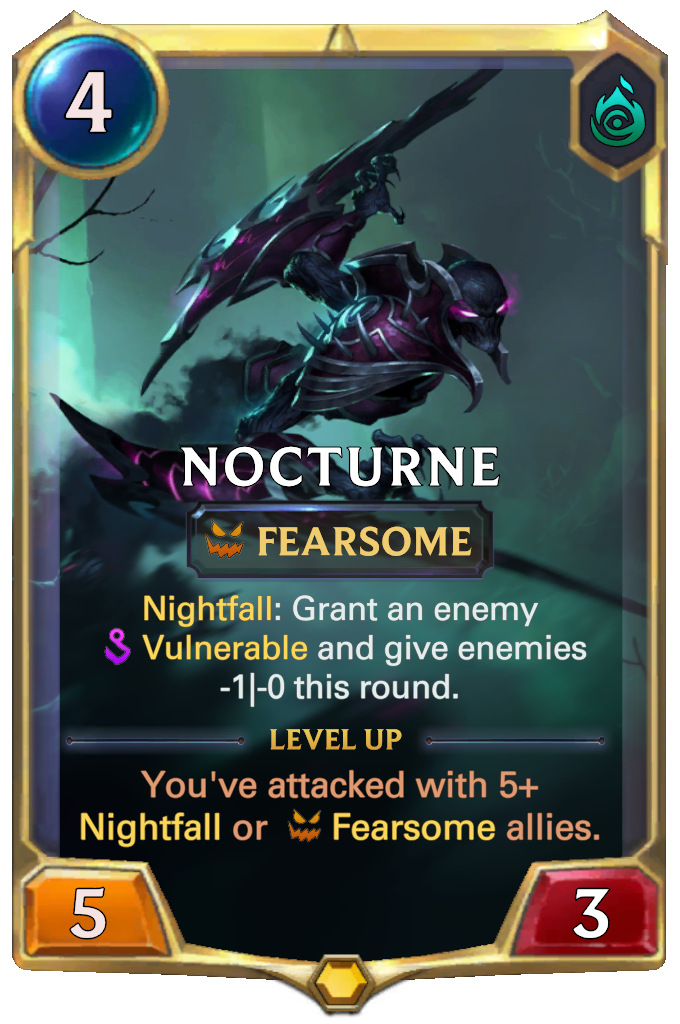 4
NOCTURNE
FEARSOME
Nightfall: Grant an enemy
Vulnerable and give enemies
-1|-0 this round.
LEVEL UP
You've attacked with 5+
Nightfall or Fearsome allies.
5
3